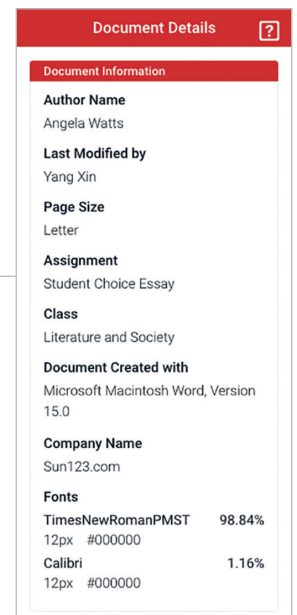 Document Details ?
Document Information
Author Name
Angela Watts
Last Modified by
Yang Xin
Page Size
Letter
Assignment
Student Choice Essay
Class
Literature and Society
Document Created with
Microsoft Macintosh Word, Version
15.0
Company Name
Sun123.com
Fonts
TimesNewRomanPMST 98.84%
12px #000000
Calibri 1.16%
12px #000000